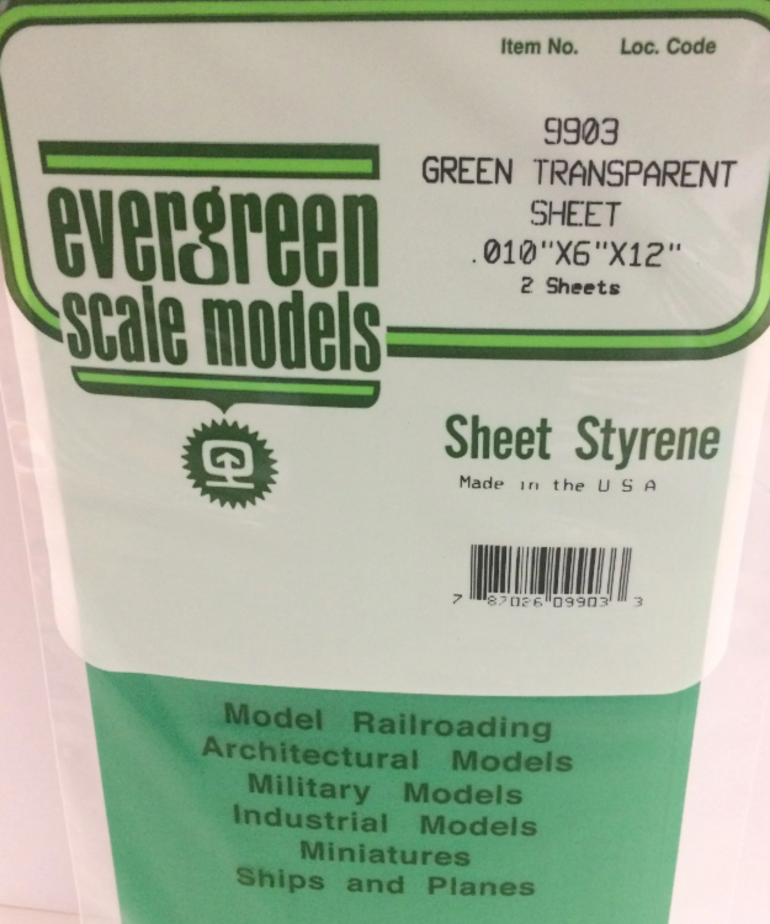 Item No. Loc. Code
9903
GREEN TRANSPARENT
SHEET
.010"X6"X12"
2 Sheets
evergreen
scale models
Sheet Styrene
Made in the U S A
7 87026 09903 3
Model Railroading
Architectural Models
Military Models
Industrial Models
Miniatures
Ships and Planes